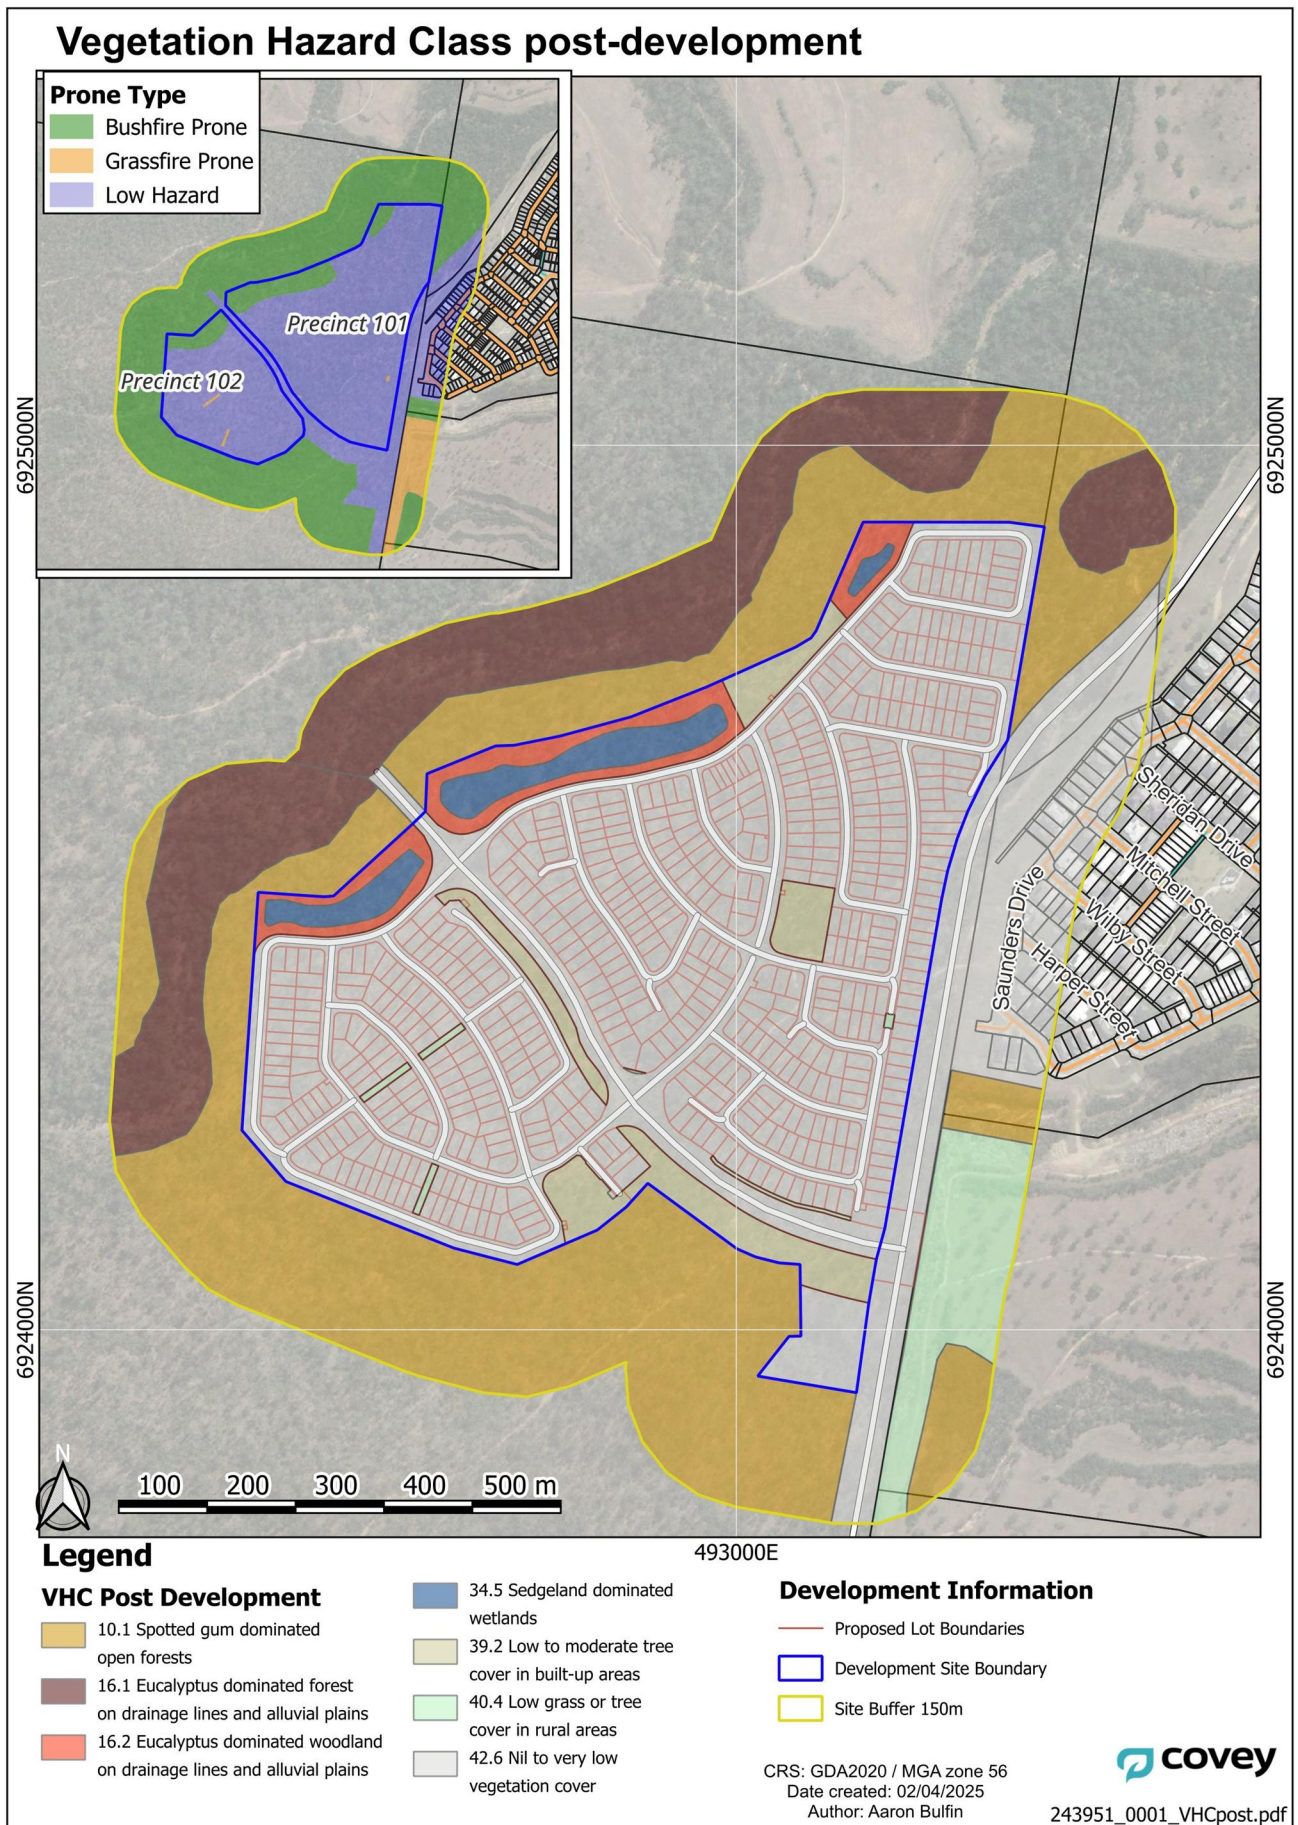 Vegetation Hazard Class post-development
Prone Type
Bushfire Prone
Grassfire Prone
Low Hazard
Precinct 101
Precinct 102
6925000N
6925000N
Sheridan Drive
Mitchell Street
Wilby Street
Harper Street
Saunders Drive
6924000N
6924000N
N
100 200 300 400 500 m
493000E
Legend
VHC Post Development
10.1 Spotted gum dominated
open forests
16.1 Eucalyptus dominated forest
on drainage lines and alluvial plains
16.2 Eucalyptus dominated woodland
on drainage lines and alluvial plains
34.5 Sedgeland dominated
wetlands
39.2 Low to moderate tree
cover in built-up areas
40.4 Low grass or tree
cover in rural areas
42.6 Nil to very low
vegetation cover
Development Information
Proposed Lot Boundaries
Development Site Boundary
Site Buffer 150m
CRS: GDA2020 / MGA zone 56
Date created: 02/04/2025
Author: Aaron Bulfin
covey
243951_0001_VHCpost.pdf